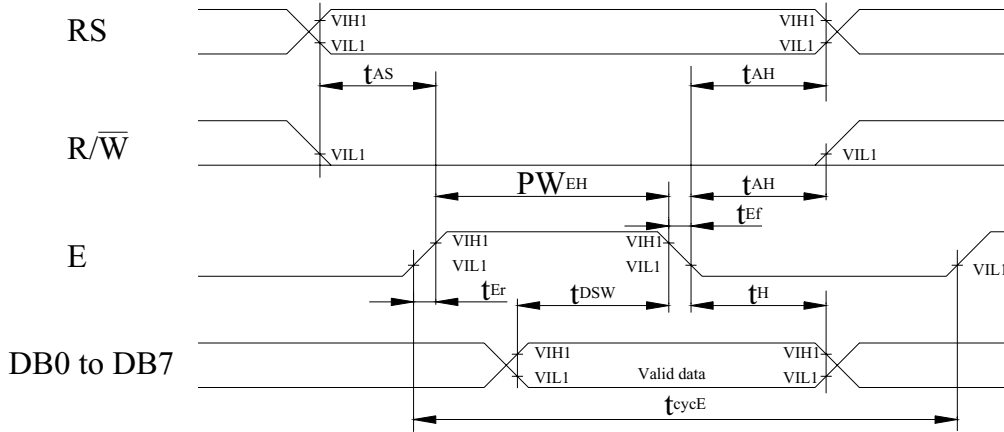 RS
VIH1
VIH1
VIL1
VIL1
tAS
tAH
R/W̅
VIL1
VIL1
PWEH
tAH
tEf
E
VIH1
VIH1
VIL1
VIL1
VIL1
tEr
tDSW
tH
DB0 to DB7
VIH1
VIH1
VIL1
Valid data
VIL1
tcycE